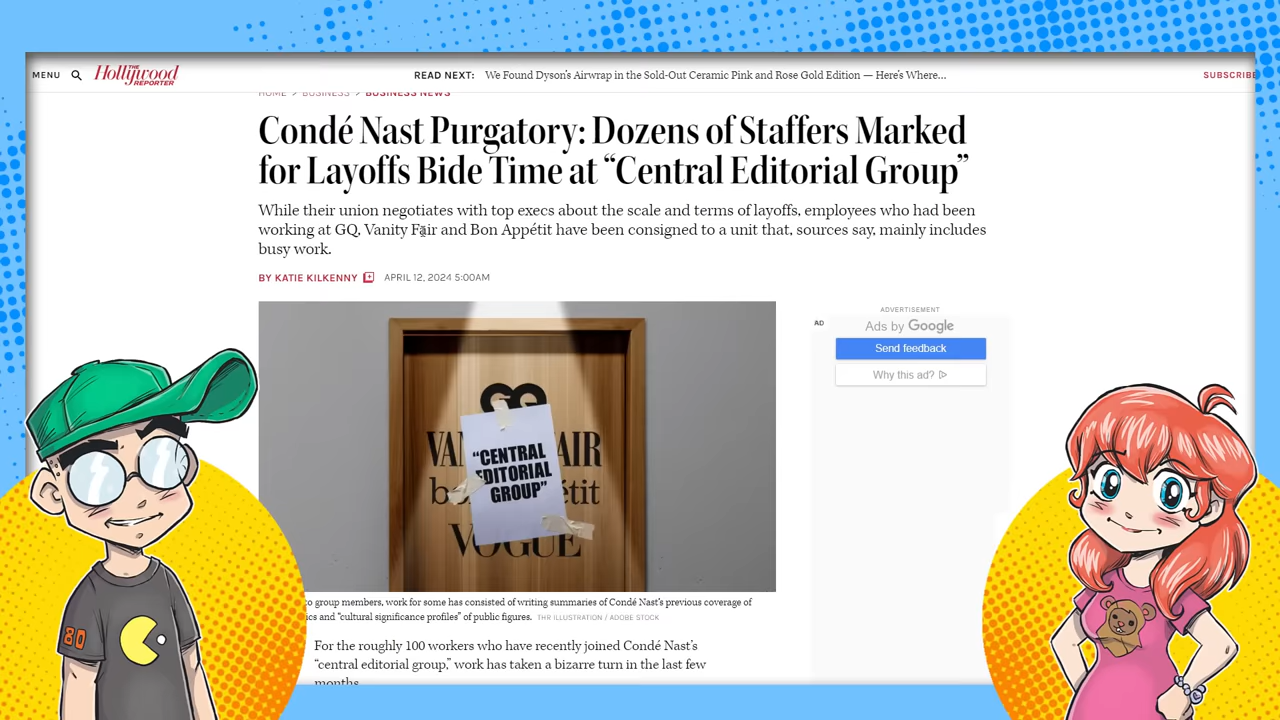 MENU
THE
Hollywood
REPORTER
READ NEXT: We Found Dyson's Airwrap in the Sold-Out Ceramic Pink and Rose Gold Edition — Here's Where...
SUBSCRIBE
HOME > BUSINESS > BUSINESS NEWS
Condé Nast Purgatory: Dozens of Staffers Marked
for Layoffs Bide Time at “Central Editorial Group”
While their union negotiates with top execs about the scale and terms of layoffs, employees who had been
working at GQ, Vanity Fair and Bon Appétit have been consigned to a unit that, sources say, mainly includes
busy work.
BY KATIE KILKENNY APRIL 12, 2024 5:00AM
ADVERTISEMENT
AD
Ads by Google
Send feedback
Why this ad?
GQ
VAN AIR
“CENTRAL
EDITORIAL
GROUP”
bo étit
VOGUE
to group members, work for some has consisted of writing summaries of Condé Nast's previous coverage of
ics and “cultural significance profiles” of public figures. THR ILLUSTRATION / ADOBE STOCK
For the roughly 100 workers who have recently joined Condé Nast's
“central editorial group,” work has taken a bizarre turn in the last few
months.
80